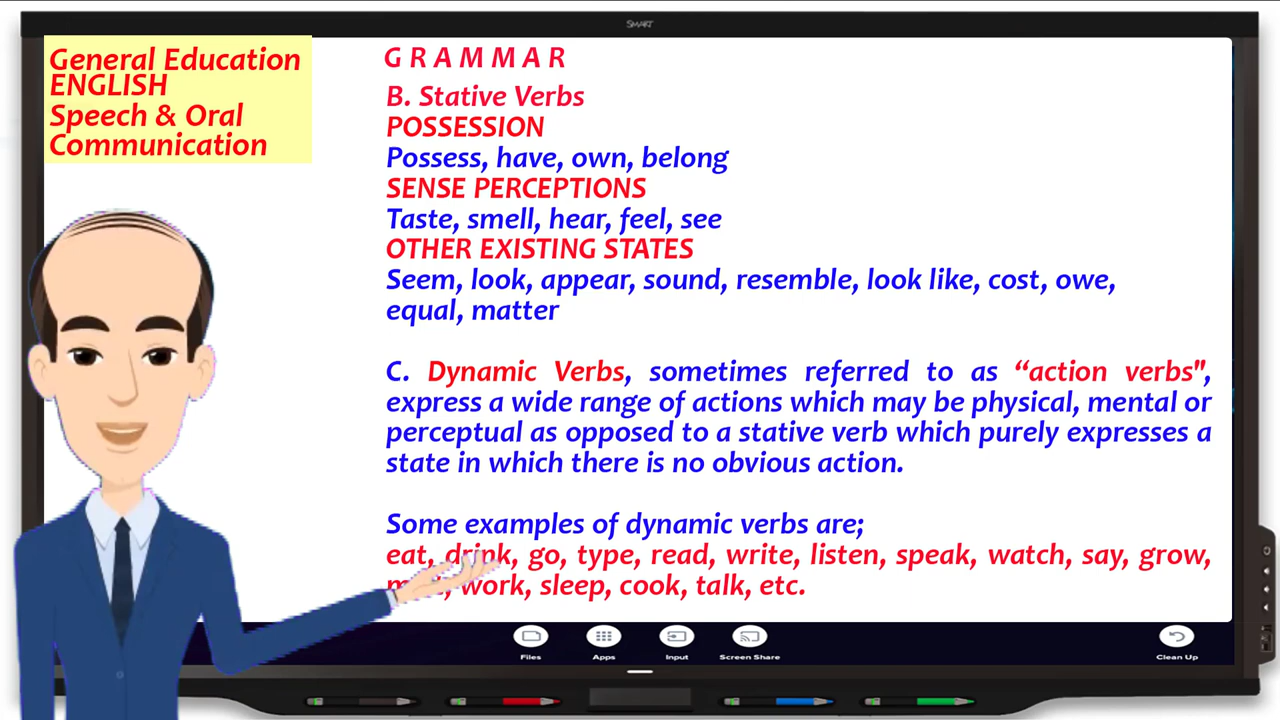 SMART
General Education
ENGLISH
Speech & Oral
Communication
G R A M M A R
B. Stative Verbs
POSSESSION
Possess, have, own, belong
SENSE PERCEPTIONS
Taste, smell, hear, feel, see
OTHER EXISTING STATES
Seem, look, appear, sound, resemble, look like, cost, owe,
equal, matter
C. Dynamic Verbs, sometimes referred to as “action verbs",
express a wide range of actions which may be physical, mental or
perceptual as opposed to a stative verb which purely expresses a
state in which there is no obvious action.
Some examples of dynamic verbs are;
eat, drink, go, type, read, write, listen, speak, watch, say, grow,
work, sleep, cook, talk, etc.
Files Apps Input Screen Share Clean Up